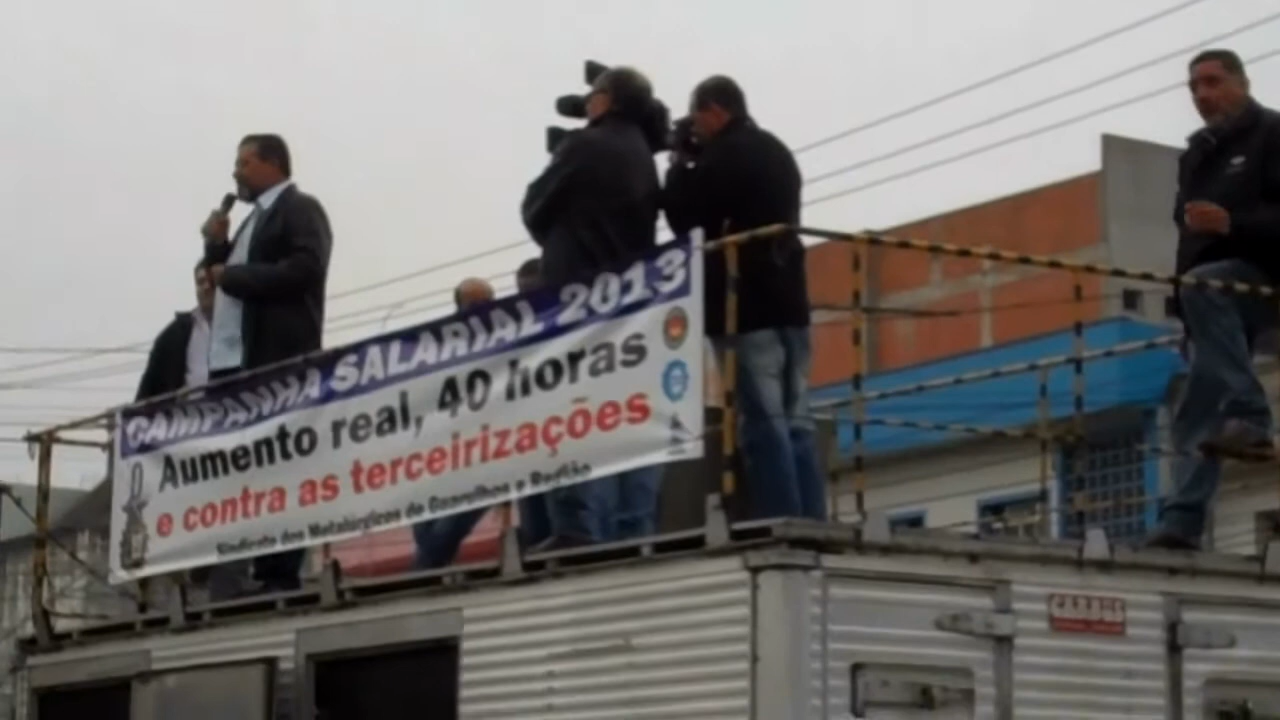 CAMPANHA SALARIAL 2013
Aumento real, 40 horas
e contra as terceirizações
Sindicato dos Metalúrgicos de Guarulhos e Região